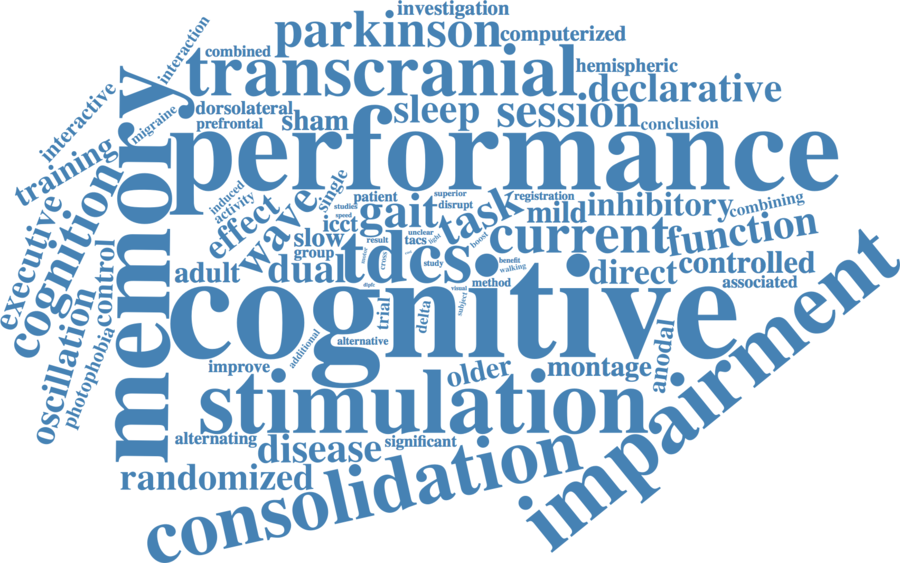 investigation
interaction
parkinson
computerized
combined
transcranial
hemispheric
declarative
interactive
dorsolateral
migraine
prefrontal
sham
sleep
session
conclusion
memory
performance
training
induced
activity
single
patient
superior
studies
disrupt
registration
speed
gait
task
mild
inhibitory
combining
executive
cognition
effect
wave
icct
slow
group
result
tacs
unclear
light
boost
current
function
control
adult
dual
cross
tdcs
study
benefit
walking
direct
controlled
method
associated
oscillation
photophobia
cognitive
digit
trial
delta
visual
subject
additional
alternative
improve
older
montage
anodal
impairment
stimulation
alternating
disease
significant
randomized
consolidation